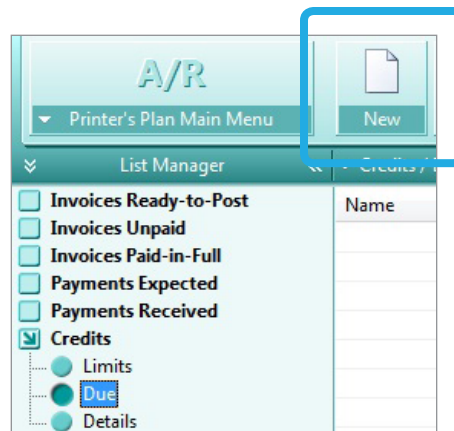 A/R
Printer's Plan Main Menu
New
List Manager
Credits /
Invoices Ready-to-Post
Name
Invoices Unpaid
Invoices Paid-in-Full
Payments Expected
Payments Received
Credits
Limits
Due
Details